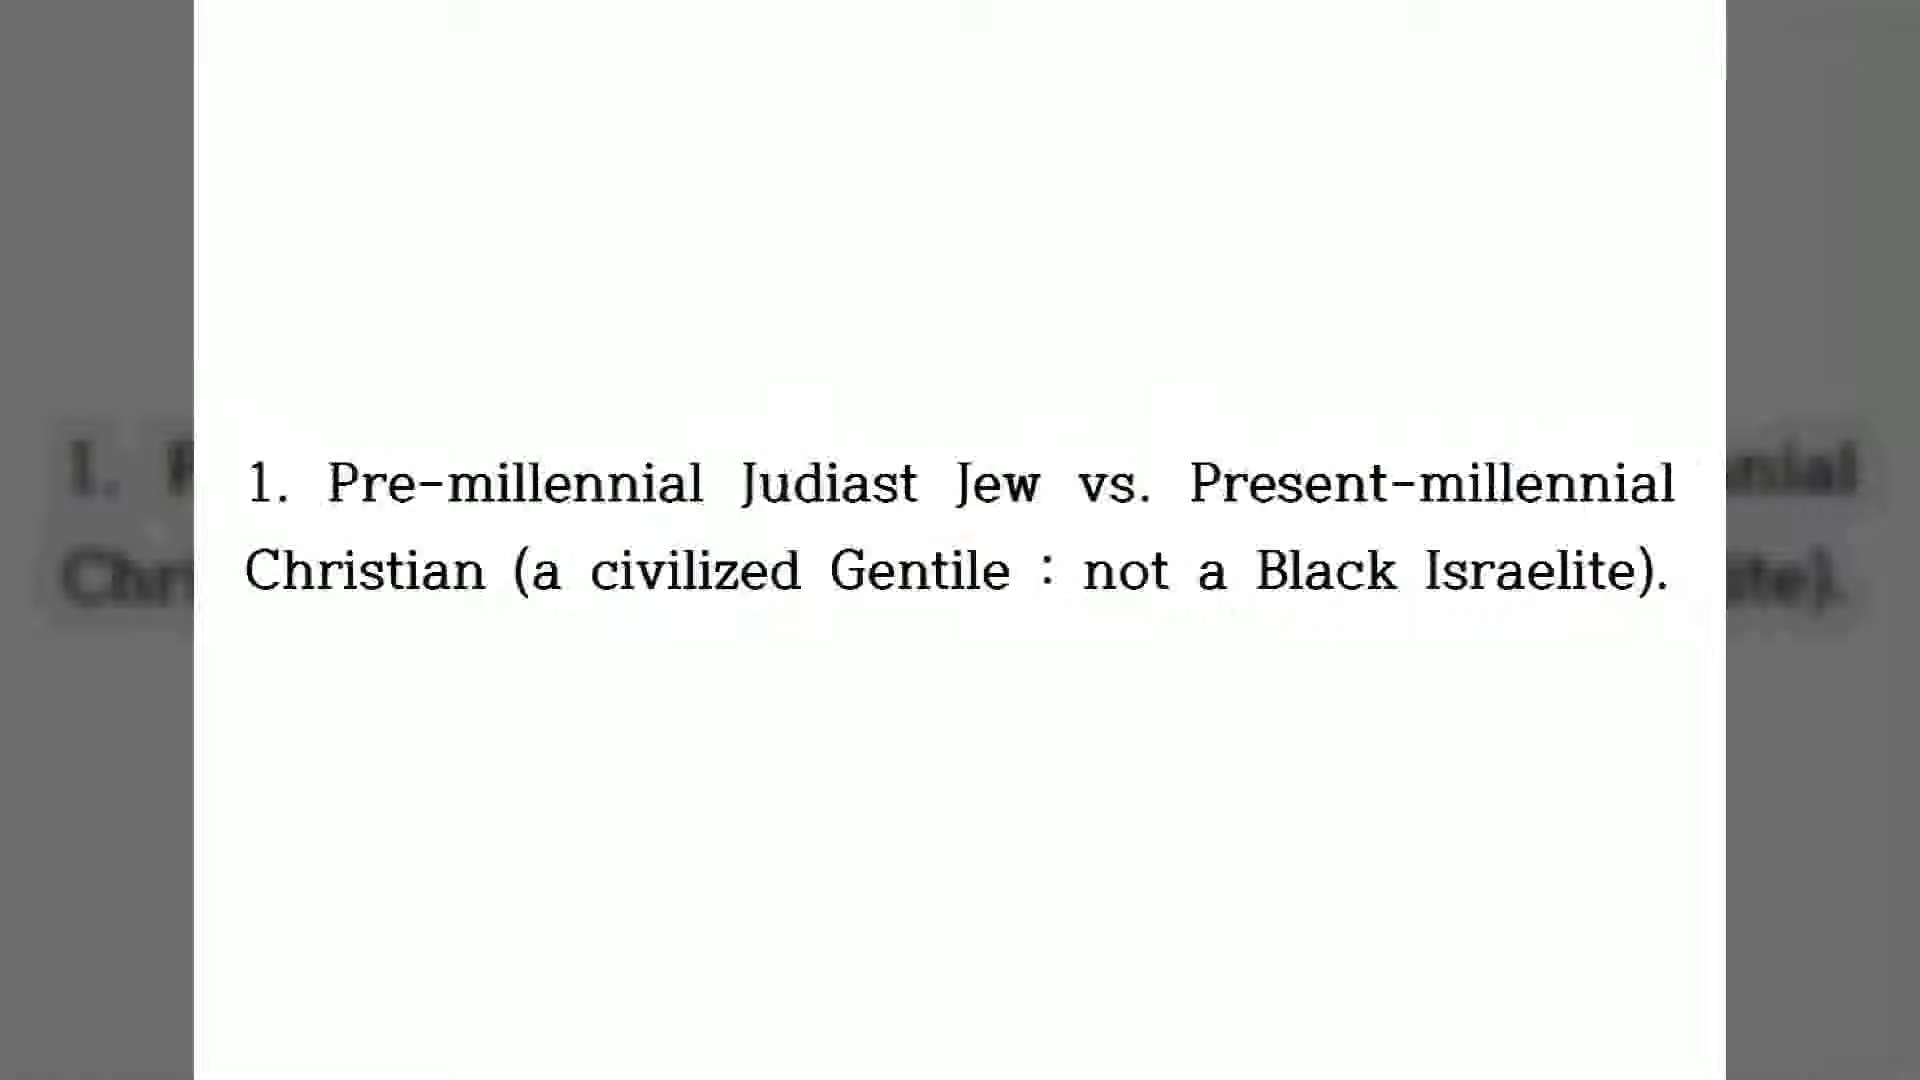 1. Pre-millennial Judiast Jew vs. Present-millennial
Christian (a civilized Gentile : not a Black Israelite).